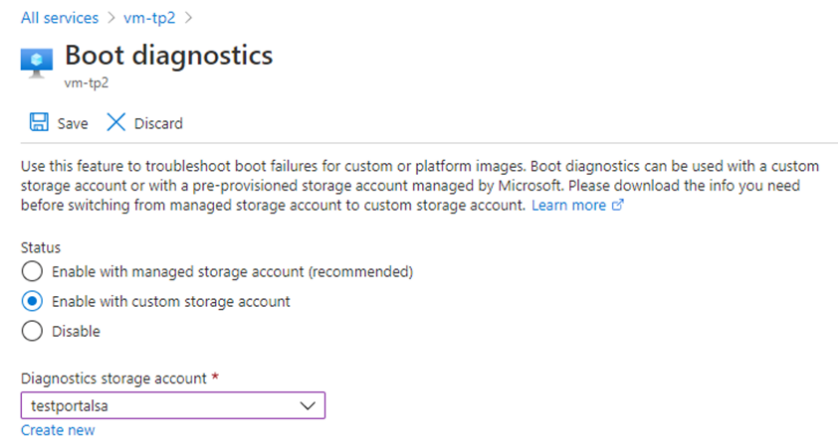 All services > vm-tp2 >
Boot diagnostics
vm-tp2
Save Discard
Use this feature to troubleshoot boot failures for custom or platform images. Boot diagnostics can be used with a custom
storage account or with a pre-provisioned storage account managed by Microsoft. Please download the info you need
before switching from managed storage account to custom storage account. Learn more
Status
Enable with managed storage account (recommended)
Enable with custom storage account
Disable
Diagnostics storage account *
testportalsa
Create new